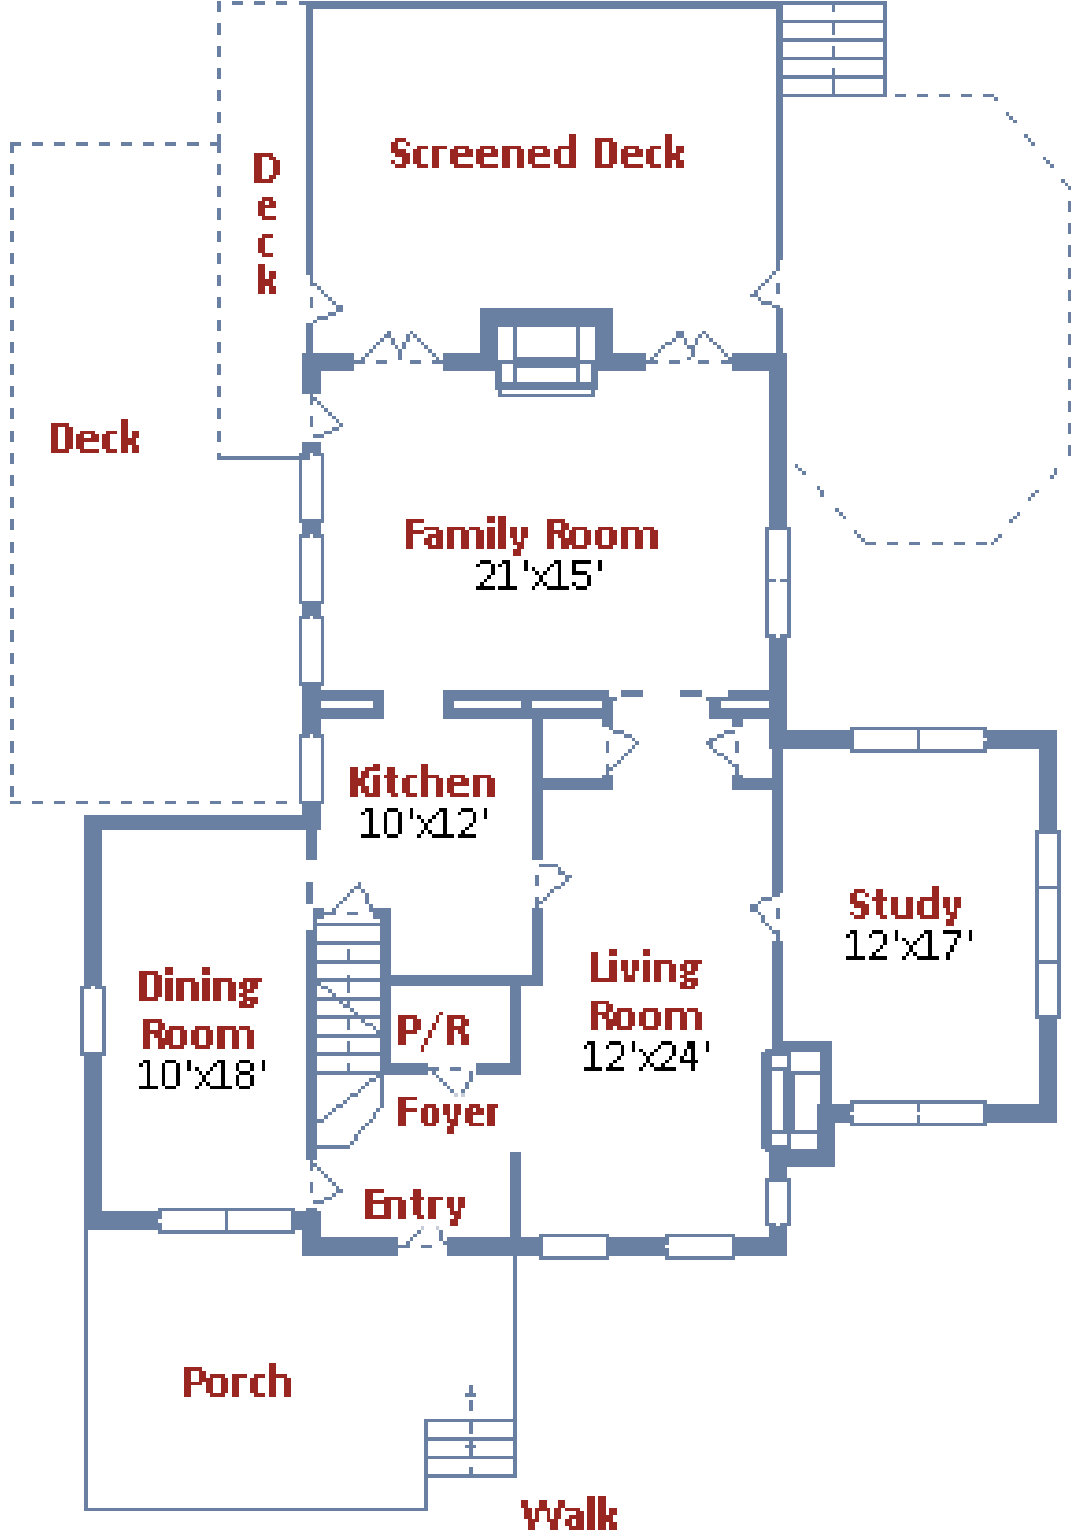 Screened Deck
Deck
Deck
Family Room
21'x15'
Kitchen
10'x12'
Study
12'x17'
Living
Room
12'x24'
Dining
Room
10'x18'
P/R
Foyer
Entry
Porch
Walk